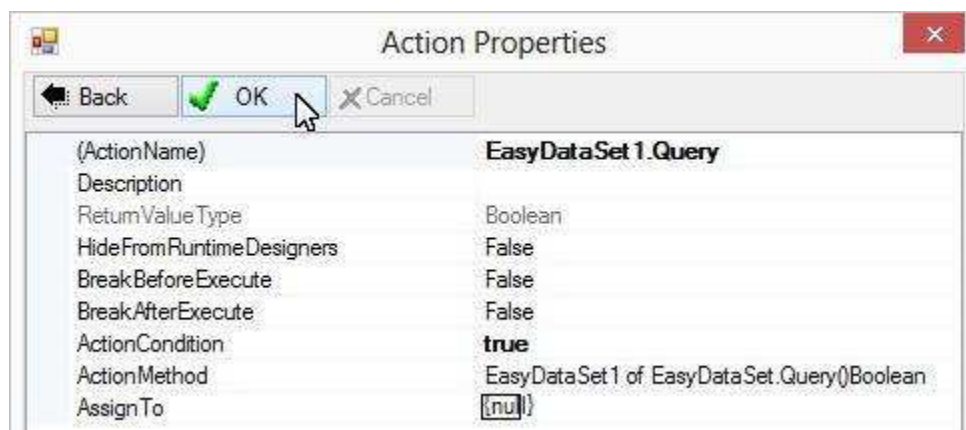 Action Properties
Back OK Cancel
(ActionName) EasyDataSet1.Query
Description
ReturnValueType Boolean
HideFromRuntimeDesigners False
BreakBeforeExecute False
BreakAfterExecute False
ActionCondition true
ActionMethod EasyDataSet1 of EasyDataSet.Query()Boolean
AssignTo {null}